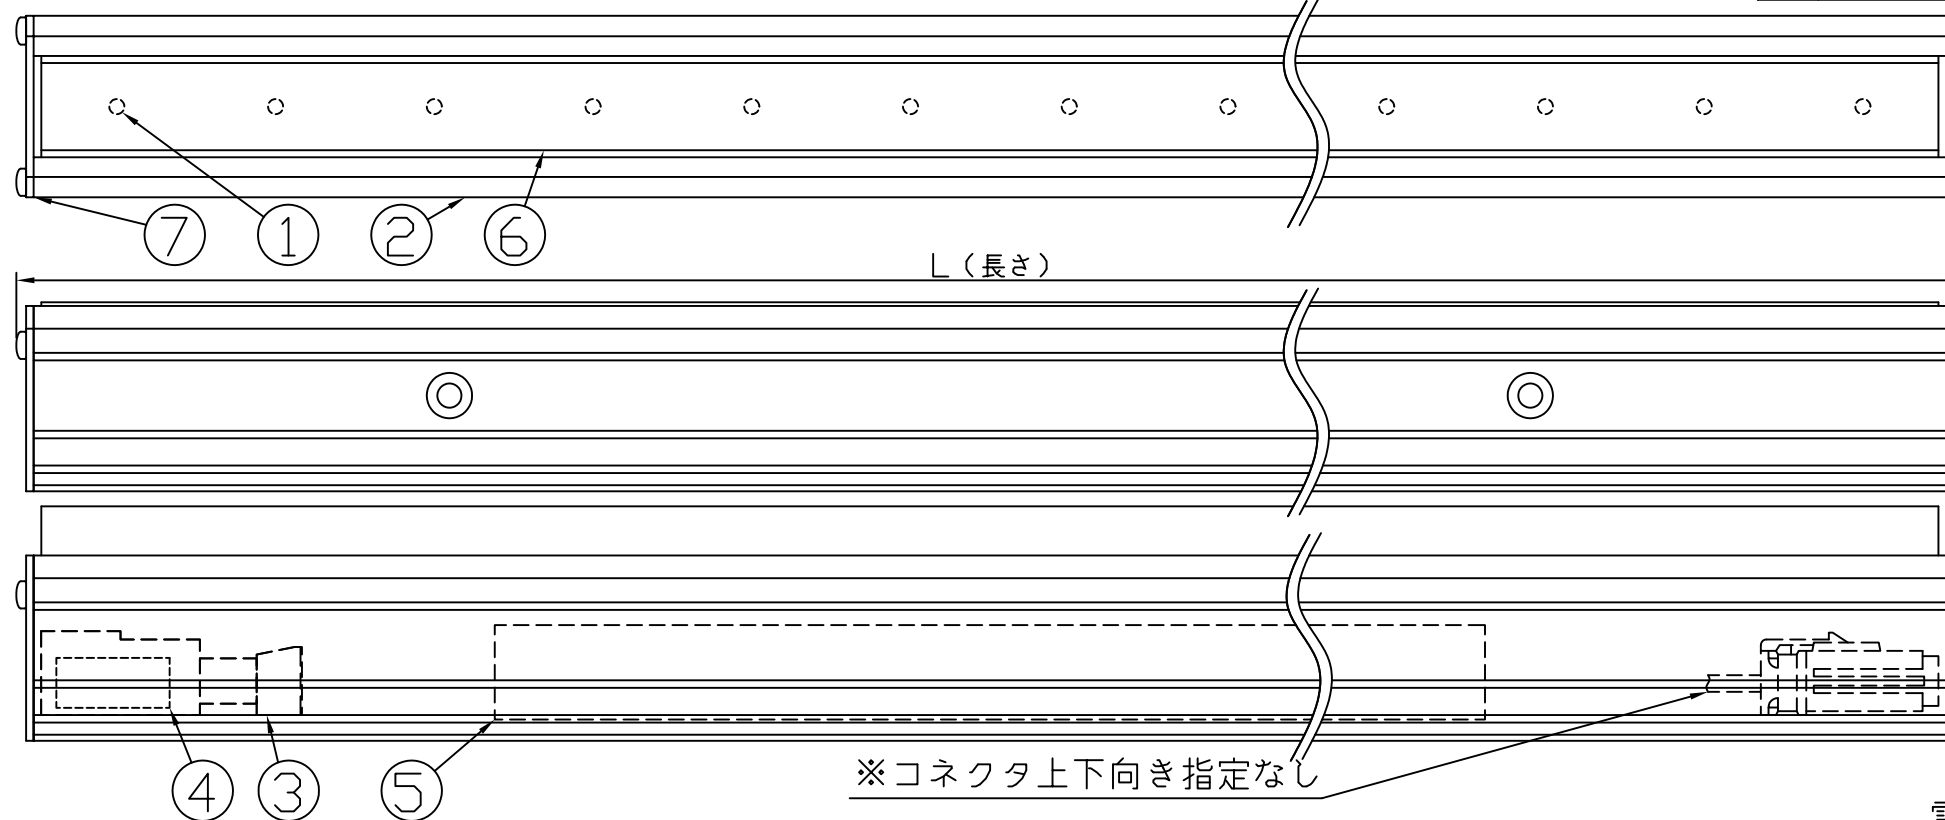 ⑦ ① ② ⑥
L（長さ）
④ ③ ⑤
※コネクタ上下向き指定なし